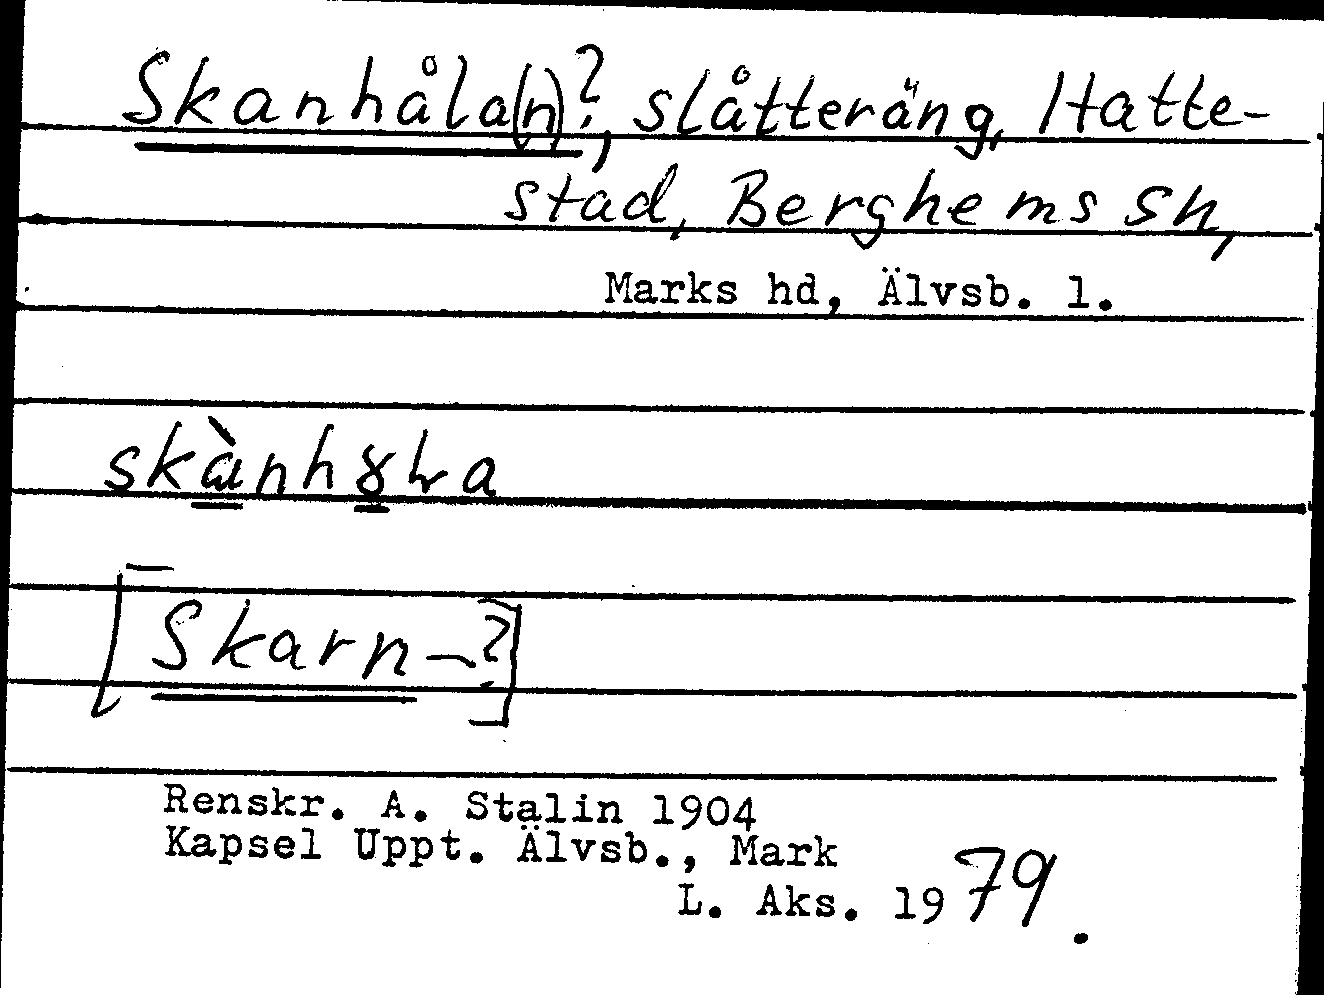 Skanhåla(n)?, slåtteräng, Hatte-
stad, Berghems sn,
Marks hd, Älvsb. l.
[Skarn-?]
Renskr. A. Stalin 1904
Kapsel Uppt. Älvsb., Mark
L. Aks. 1979.